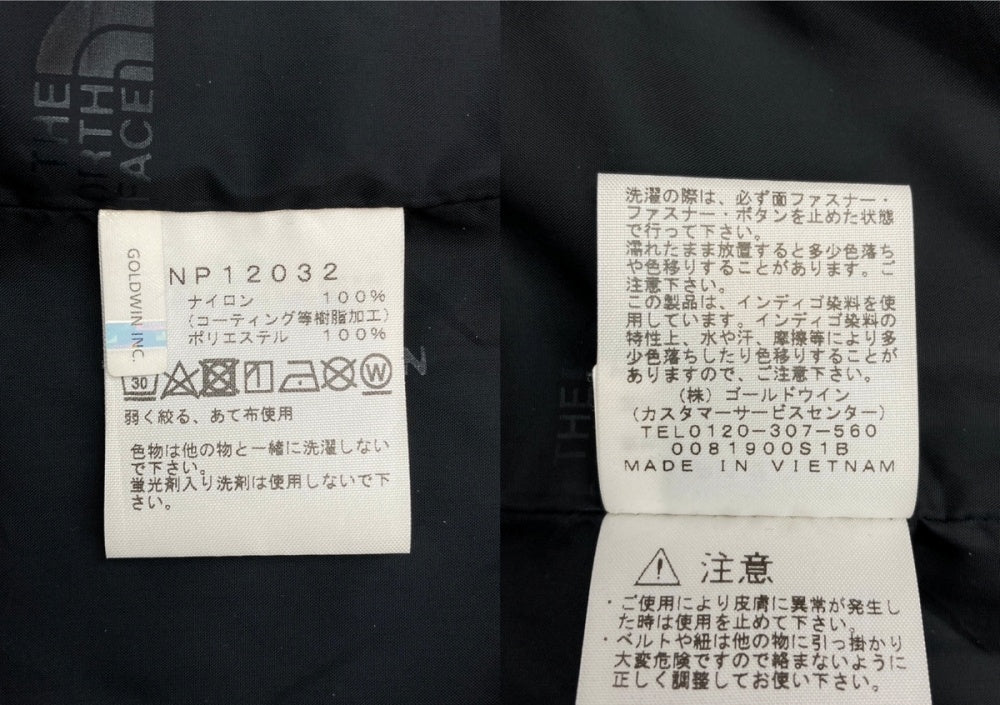 THE
NORTH
FACE
GOLDWIN INC.
NP12032
ナイロン 100%
(コーティング等樹脂加工)
ポリエステル 100%
30
W
弱く絞る、あて布使用
色物は他の物と一緒に洗濯しない
で下さい。
蛍光剤入り洗剤は使用しないで下
さい。
洗濯の際は、必ず面ファスナー・
ファスナー・ボタンを止めた状態
で行って下さい。
濡れたまま放置すると多少色落ち
や色移りすることがあります。ご
注意下さい。
この製品は、インディゴ染料を使
用しています。インディゴ染料の
特性上、水や汗、摩擦等により多
少色落ちしたり色移りすることが
ありますので、ご注意下さい。
(株)ゴールドウイン
(カスタマーサービスセンター)
TEL0120-307-560
0081900S1B
MADE IN VIETNAM
THE
注意
・ご使用により皮膚に異常が発生し
た時は使用を止めて下さい。
・ベルトや紐は他の物に引っ掛かり
大変危険ですので絡まないように
正しく調整してお使い下さい。